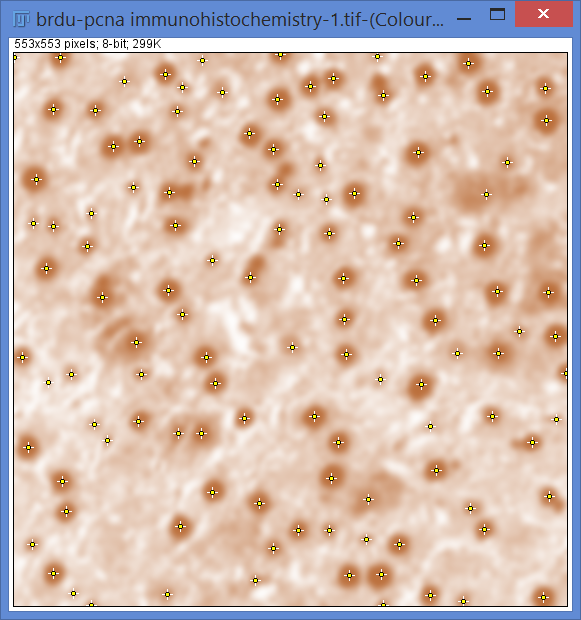 brdu-pcna immunohistochemistry-1.tif-(Colour...
553x553 pixels; 8-bit; 299K